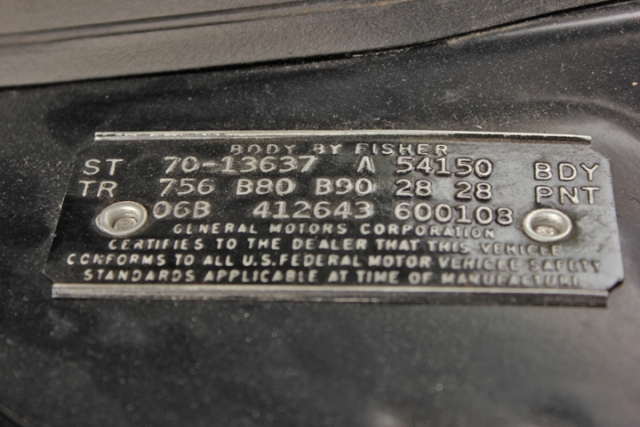 BODY BY FISHER
ST 70-13637 A 54150 BDY
TR 756 B80 B90 28 28 PNT
06B 412643 600108
GENERAL MOTORS CORPORATION
CERTIFIES TO THE DEALER THAT THIS VEHICLE
CONFORMS TO ALL U.S. FEDERAL MOTOR VEHICLE SAFETY
STANDARDS APPLICABLE AT TIME OF MANUFACTURE